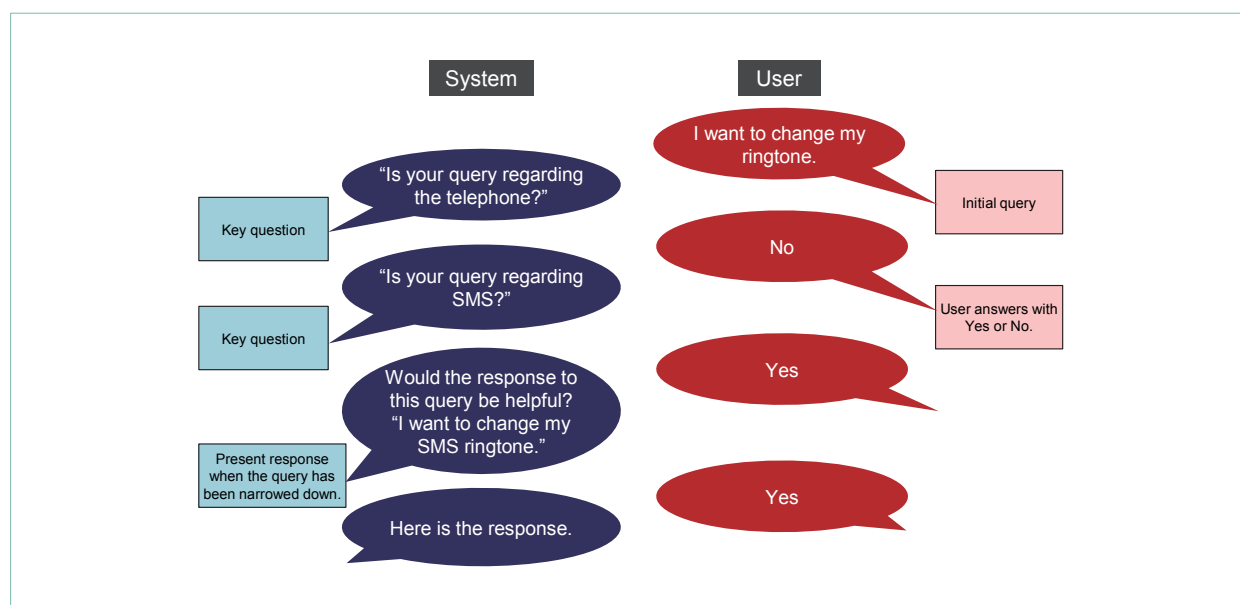 System
User
I want to change my
ringtone.
Initial query
“Is your query regarding
the telephone?”
Key question
No
User answers with
Yes or No.
“Is your query regarding
SMS?”
Key question
Yes
Would the response to
this query be helpful?
“I want to change my
SMS ringtone.”
Present response
when the query has
been narrowed down.
Yes
Here is the response.